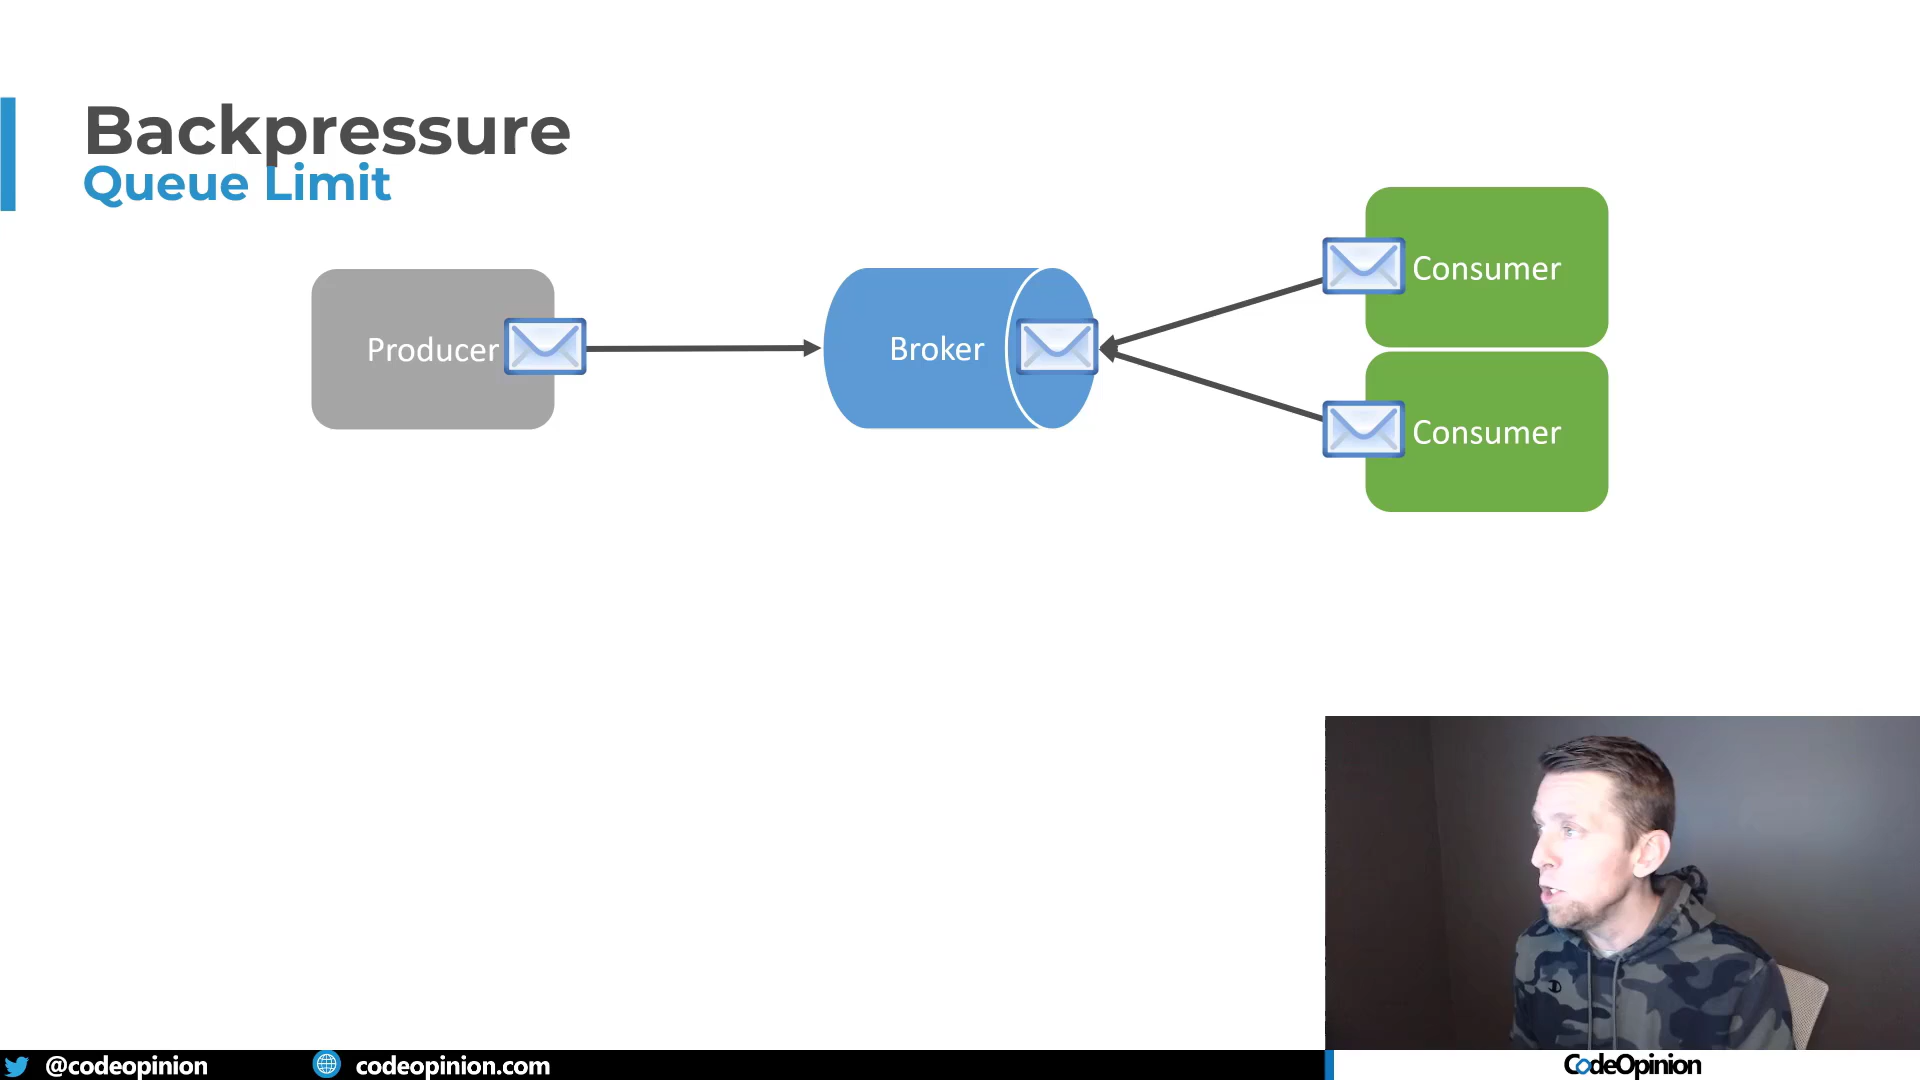 Backpressure
Queue Limit
Producer
Broker
Consumer
Consumer
@codeopinion
codeopinion.com
CodeOpinion